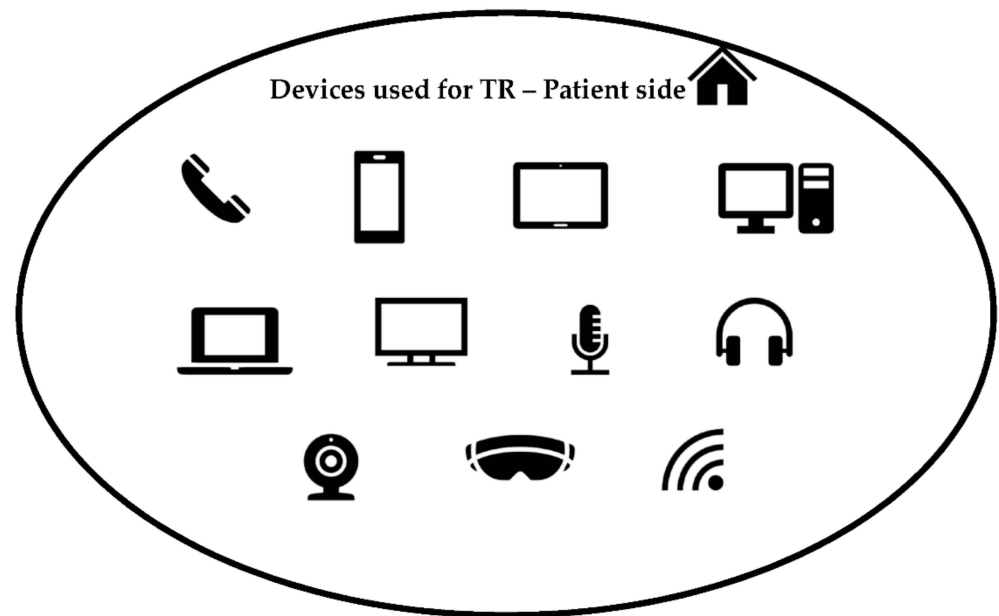 Devices used for TR – Patient side